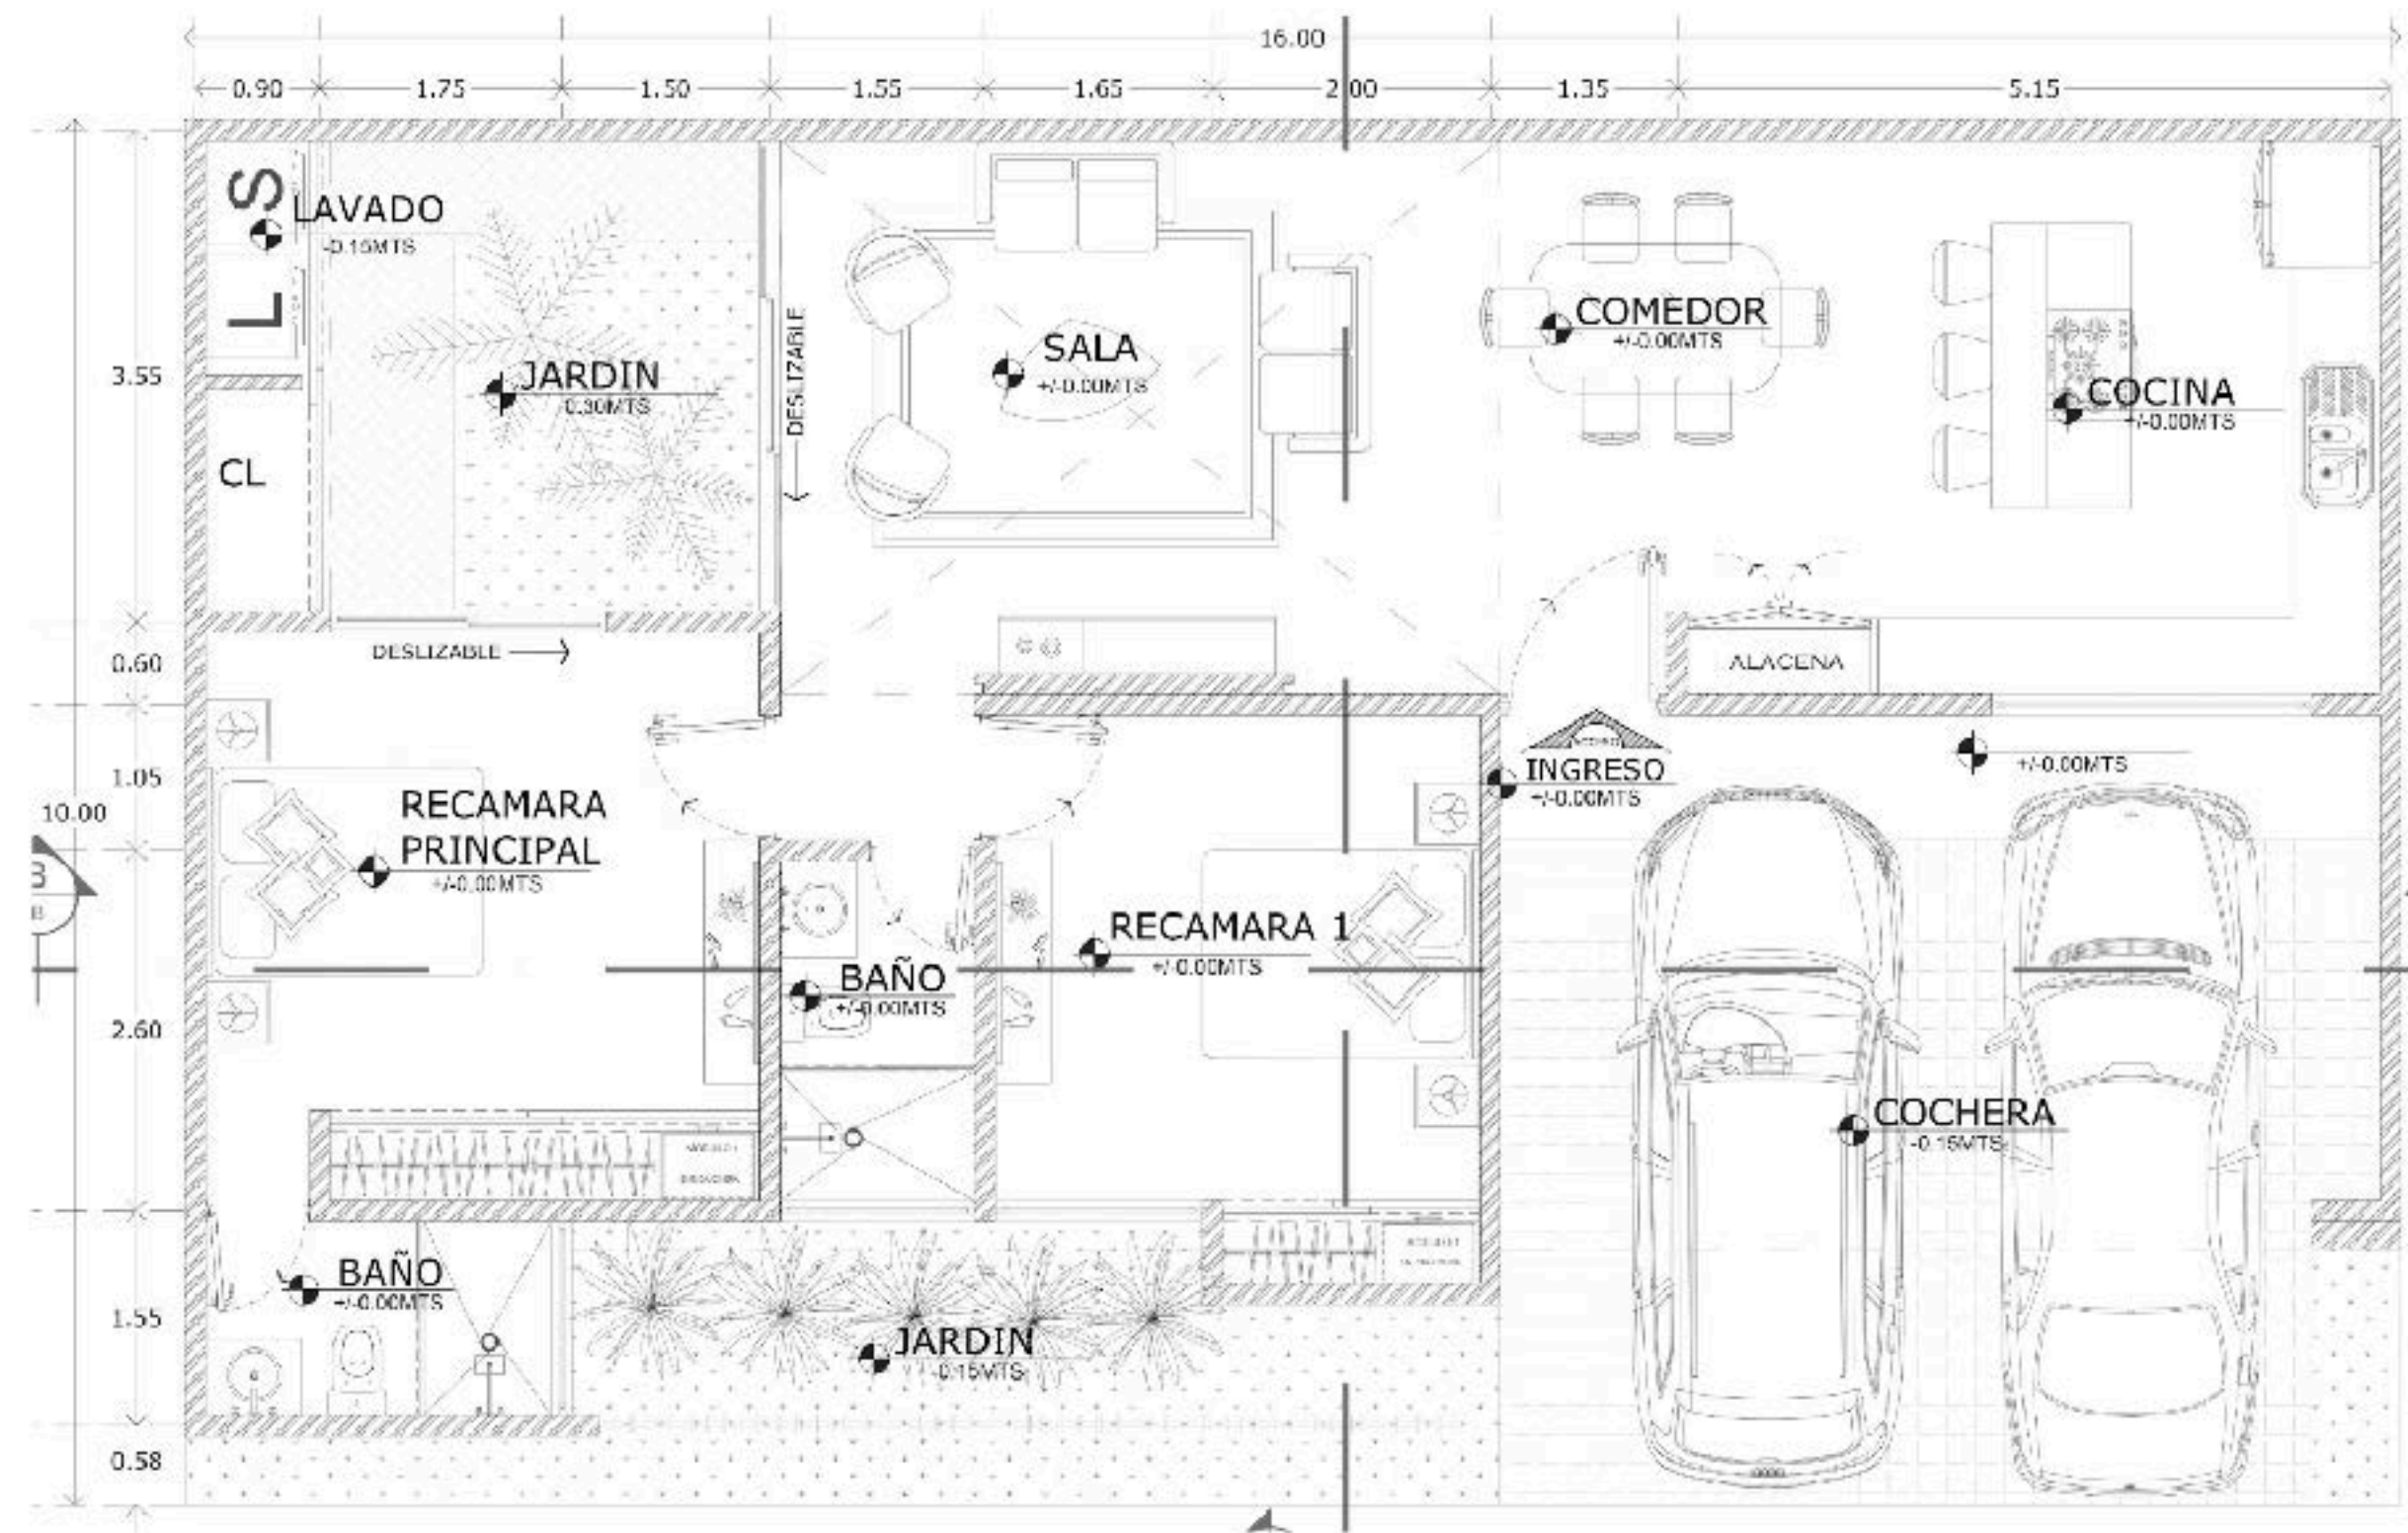 16.00
0.90 1.75 1.50 1.55 1.65 2.00 1.35 5.15
S
LAVADO
-0.15MTS
L
JARDIN
0.30MTS
DESLIZABLE
SALA
+/-0.00MTS
COMEDOR
+/-0.00MTS
COCINA
+/-0.00MTS
3.55
CL
DESLIZABLE
0.60
ALACENA
1.05
10.00
RECAMARA
PRINCIPAL
+/-0.00MTS
INGRESO
+/-0.00MTS
+/-0.00MTS
B
RECAMARA 1
+/-0.00MTS
BAÑO
+/-0.00MTS
2.60
COCHERA
-0.15MTS
BAÑO
+/-0.00MTS
1.55
JARDIN
-0.15MTS
0.58